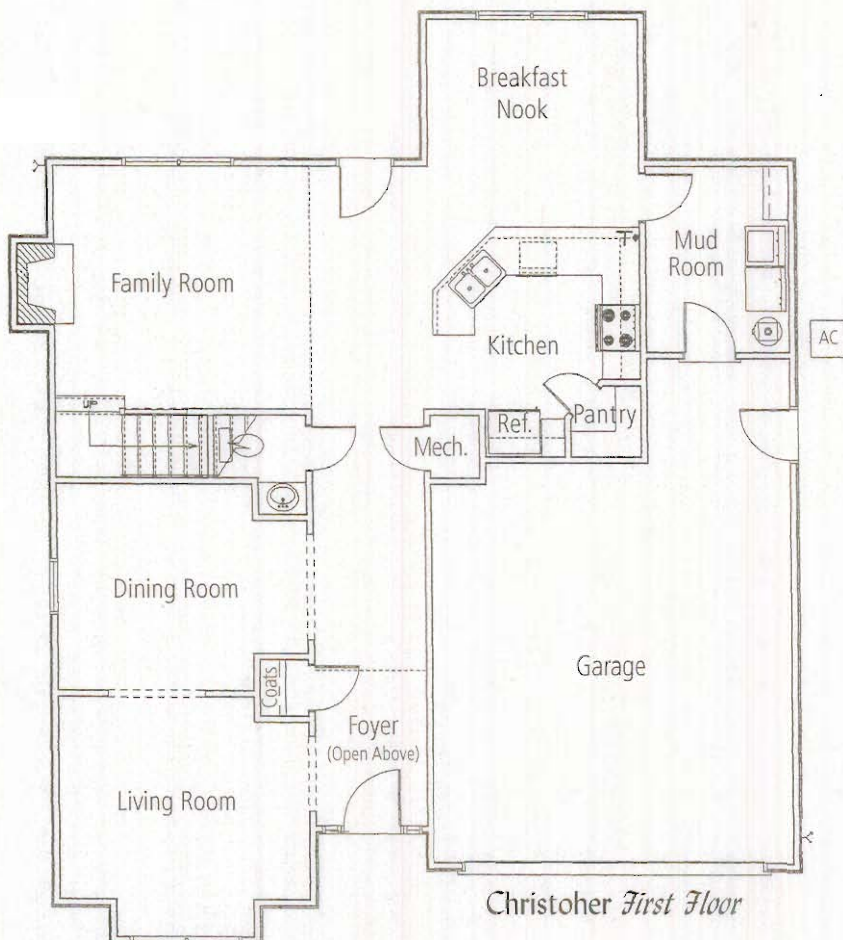 Breakfast
Nook
Family Room
Mud
Room
Kitchen
AC
UP
Ref.
Pantry
Mech.
Dining Room
Coats
Garage
Foyer
(Open Above)
Living Room
Christoher First Floor